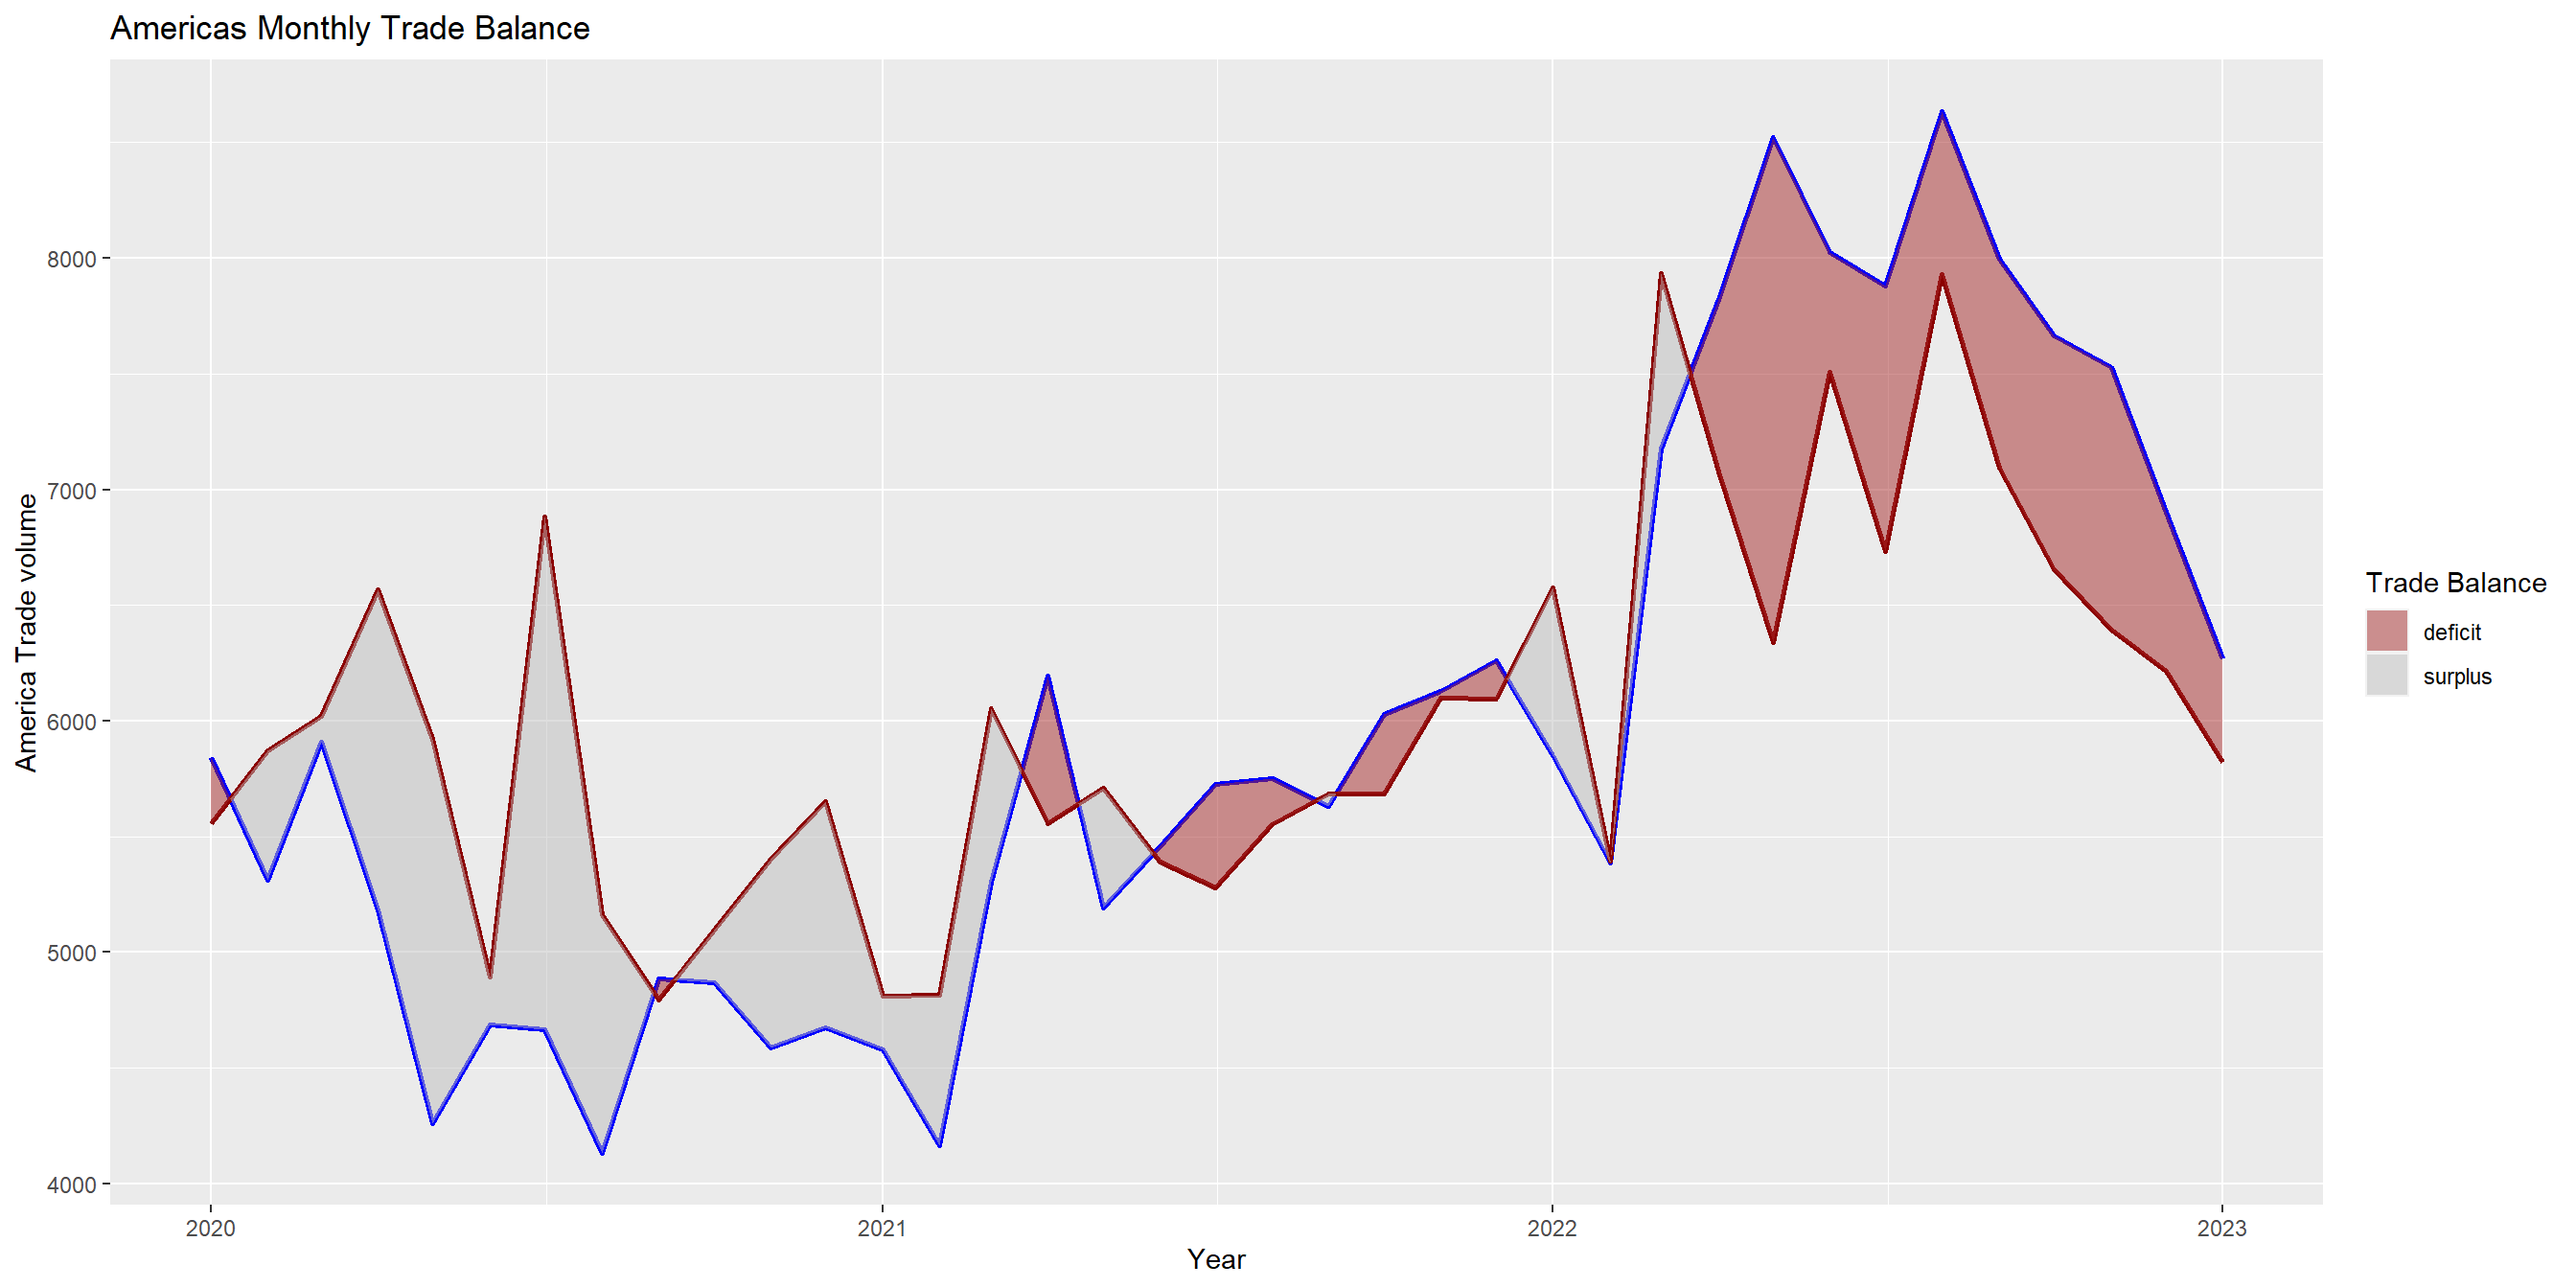 Americas Monthly Trade Balance
America Trade volume
8000
7000
6000
5000
4000
2020 2021 2022 2023
Year
Trade Balance
deficit
surplus